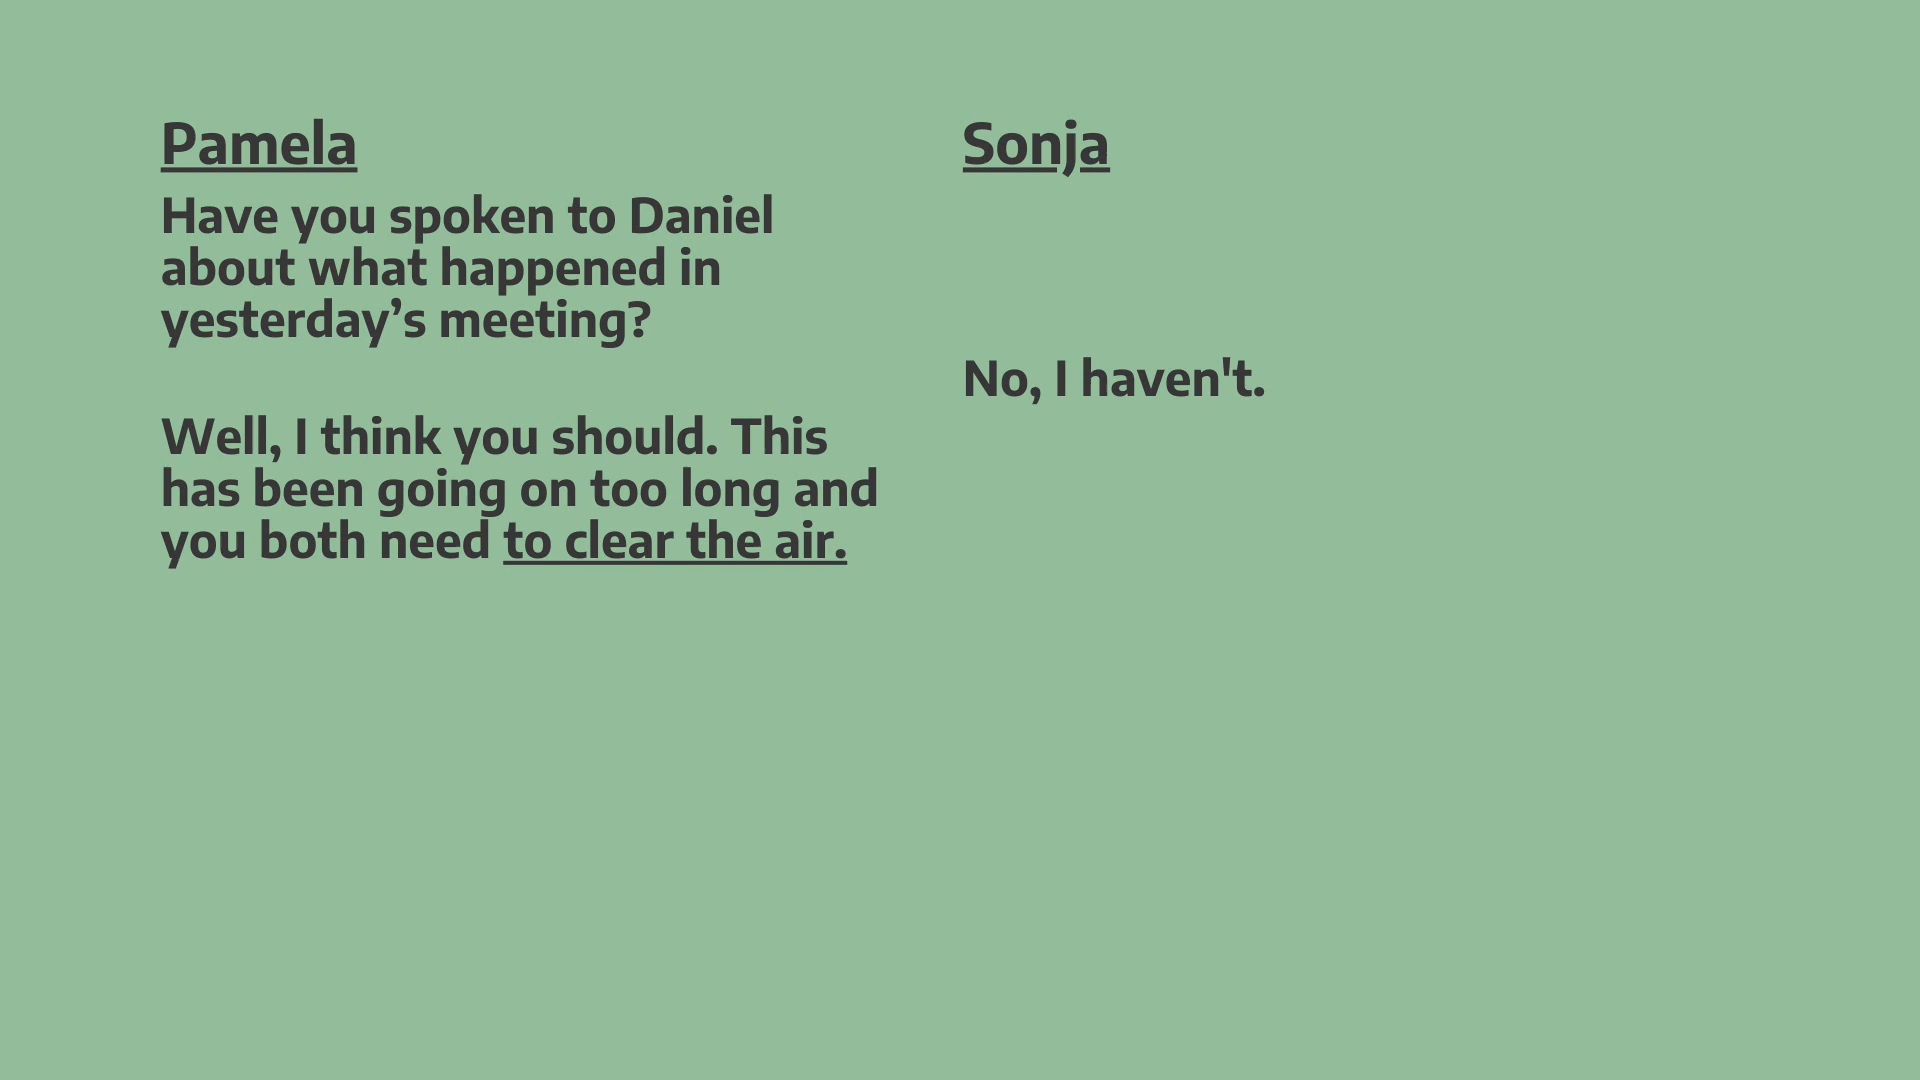 Pamela
Sonja
Have you spoken to Daniel
about what happened in
yesterday’s meeting?
No, I haven't.
Well, I think you should. This
has been going on too long and
you both need to clear the air.